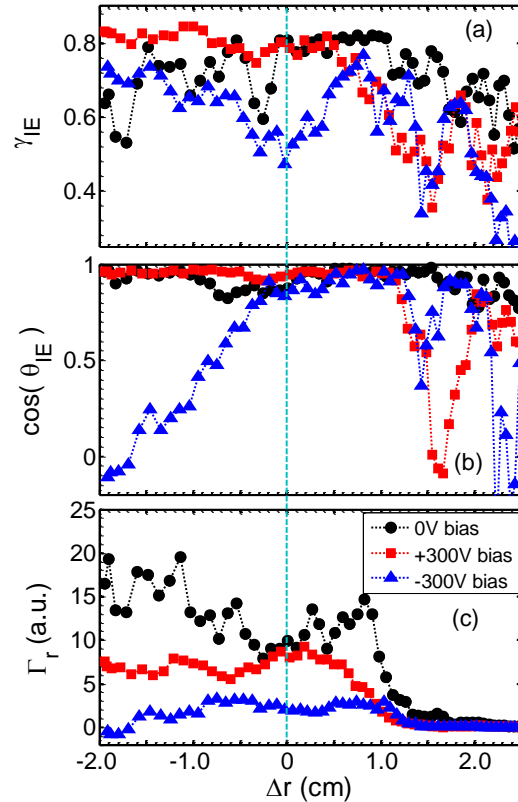 (a)
0.8
0.6
0.4
γIE
1
0.5
0
cos( θIE )
(b)
25
20
15
10
5
0
Γr (a.u.)
0V bias
+300V bias
-300V bias
(c)
-2.0 -1.0 0 1.0 2.0
Δr (cm)